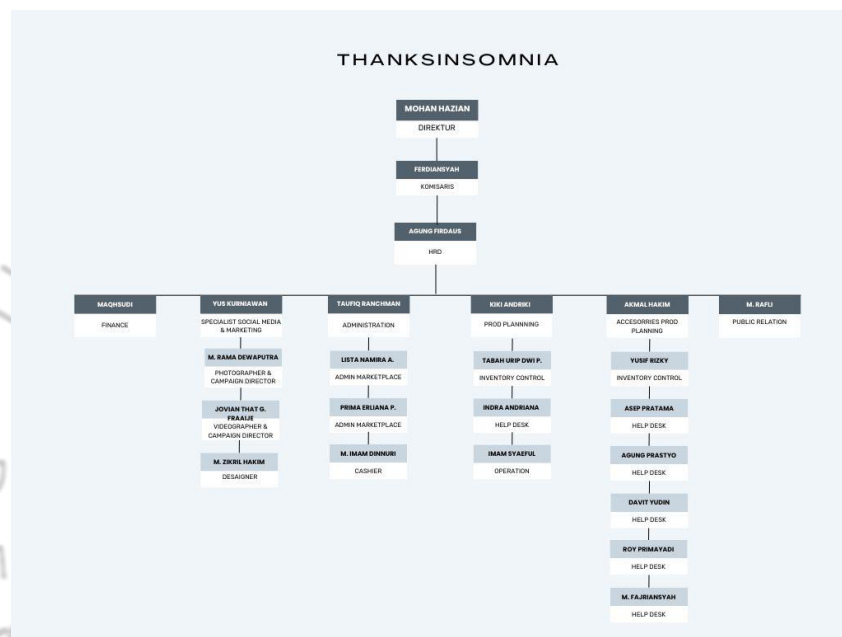 THANKSINSOMNIA
MOHAN HAZIAN
DIREKTUR
FERDIANSYAH
KOMISARIS
AGUNG FIRDAUS
HRD
MAQHSUDI
FINANCE
YUS KURNIAWAN
SPECIALIST SOCIAL MEDIA
& MARKETING
M. RAMA DEWAPUTRA
PHOTOGRAPHER &
CAMPAIGN DIRECTOR
JOVIAN THAT G.
FRAAIJE
VIDEOGRAPHER &
CAMPAIGN DIRECTOR
M. ZIKRIL HAKIM
DESAIGNER
TAUFIQ RANCHMAN
ADMINISTRATION
LISTA NAMIRA A.
ADMIN MARKETPLACE
PRIMA ERLIANA P.
ADMIN MARKETPLACE
M. IMAM DINNURI
CASHIER
KIKI ANDRIKI
PROD PLANNNING
TABAH URIP DWI P.
INVENTORY CONTROL
INDRA ANDRIANA
HELP DESK
IMAM SYAEFUL
OPERATION
AKMAL HAKIM
ACCESORRIES PROD
PLANNING
YUSIF RIZKY
INVENTORY CONTROL
ASEP PRATAMA
HELP DESK
AGUNG PRASTYO
HELP DESK
DAVIT YUDIN
HELP DESK
ROY PRIMAYADI
HELP DESK
M. FAJRIANSYAH
HELP DESK
M. RAFLI
PUBLIC RELATION